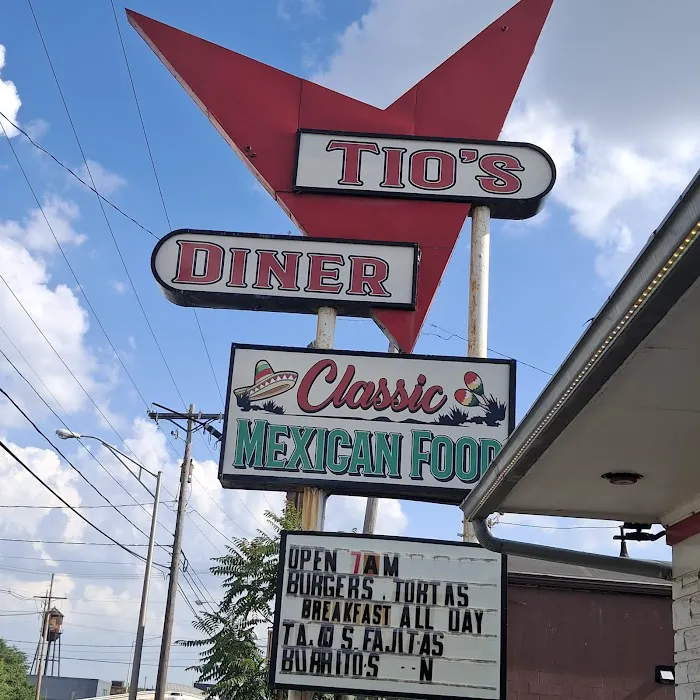 TIO'S
DINER
Classic
MEXICAN FOOD
OPEN 7AM
BURGERS . TORTAS
BREAKFAST ALL DAY
FAJITAS
BURRITOS